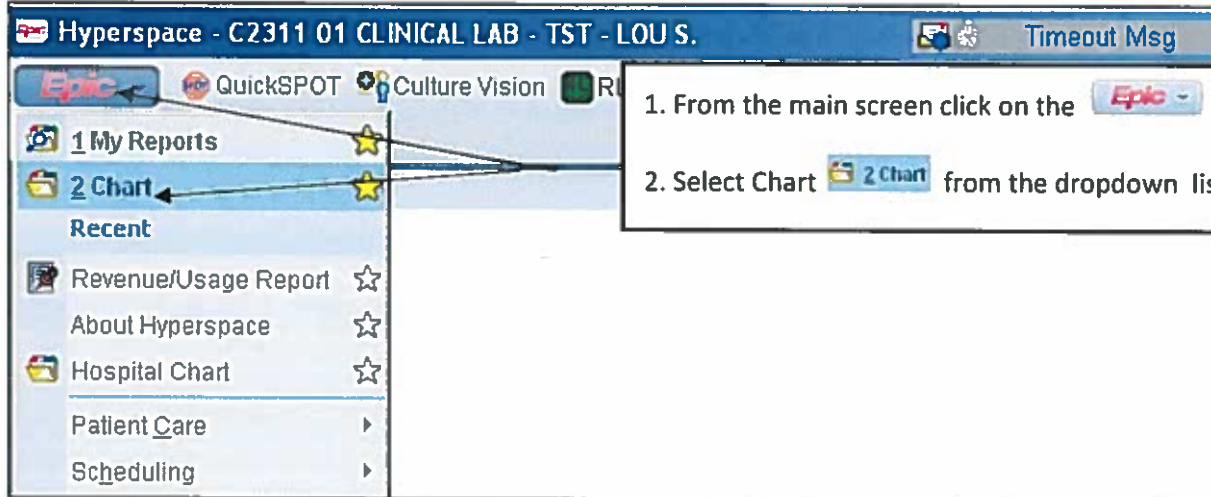 Hyperspace - C2311 01 CLINICAL LAB - TST - LOU S.
Timeout Msg
Epic
QuickSPOT
Culture Vision
1. From the main screen click on the Epic
2. Select Chart 2 Chart from the dropdown
1 My Reports
2 Chart
Recent
Revenue/Usage Report
About Hyperspace
Hospital Chart
Patient Care
Scheduling